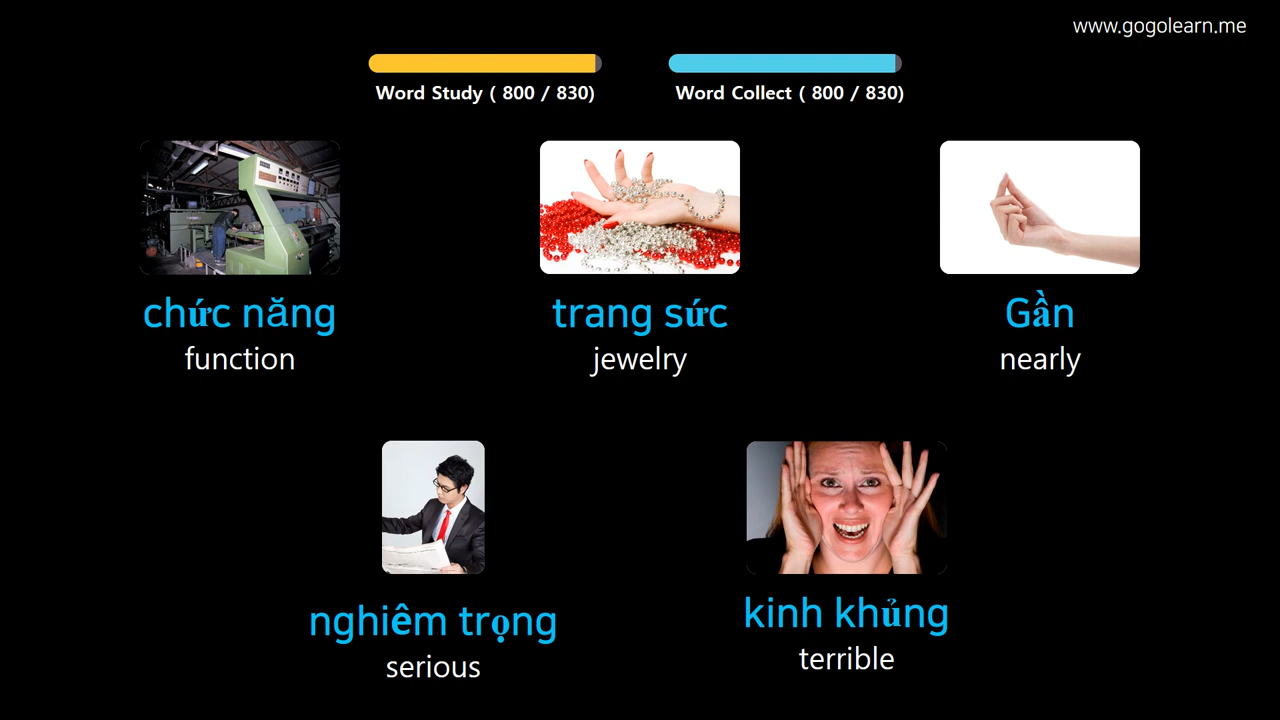 www.gogolearn.me
Word Study ( 800 / 830)
Word Collect ( 800 / 830)
chức năng
function
trang sức
jewelry
Gần
nearly
nghiêm trọng
serious
kinh khủng
terrible